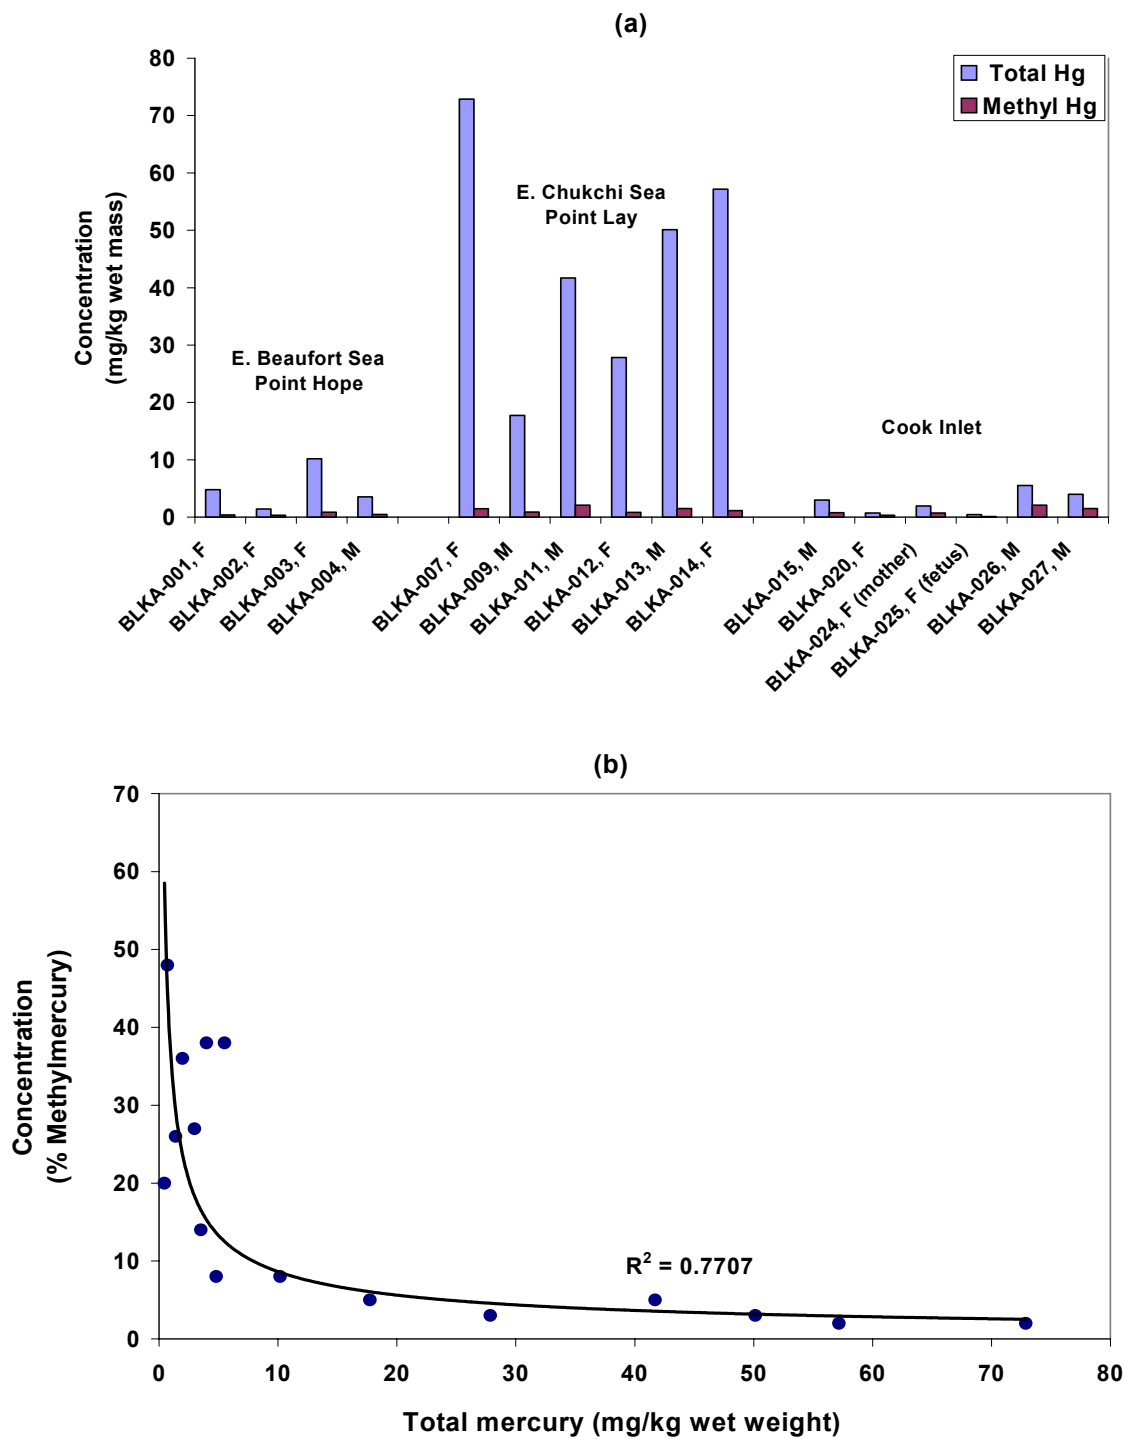 (a)
80
70
60
50
40
30
20
10
0
Concentration
(mg/kg wet mass)
Total Hg
Methyl Hg
E. Chukchi Sea
Point Lay
E. Beaufort Sea
Point Hope
Cook Inlet
BLKA-001, F
BLKA-002, F
BLKA-003, F
BLKA-004, M
BLKA-007, F
BLKA-009, M
BLKA-011, M
BLKA-012, F
BLKA-013, M
BLKA-014, F
BLKA-015, M
BLKA-020, F
BLKA-024, F (mother)
BLKA-025, F (fetus)
BLKA-026, M
BLKA-027, M
(b)
70
60
50
40
30
20
10
0
Concentration
(% Methylmercury)
R² = 0.7707
0 10 20 30 40 50 60 70 80
Total mercury (mg/kg wet weight)